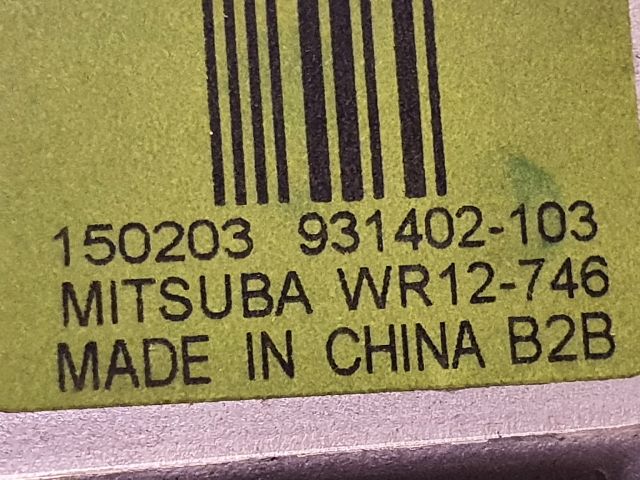 150203 931402-103
MITSUBA WR12-746
MADE IN CHINA B2B